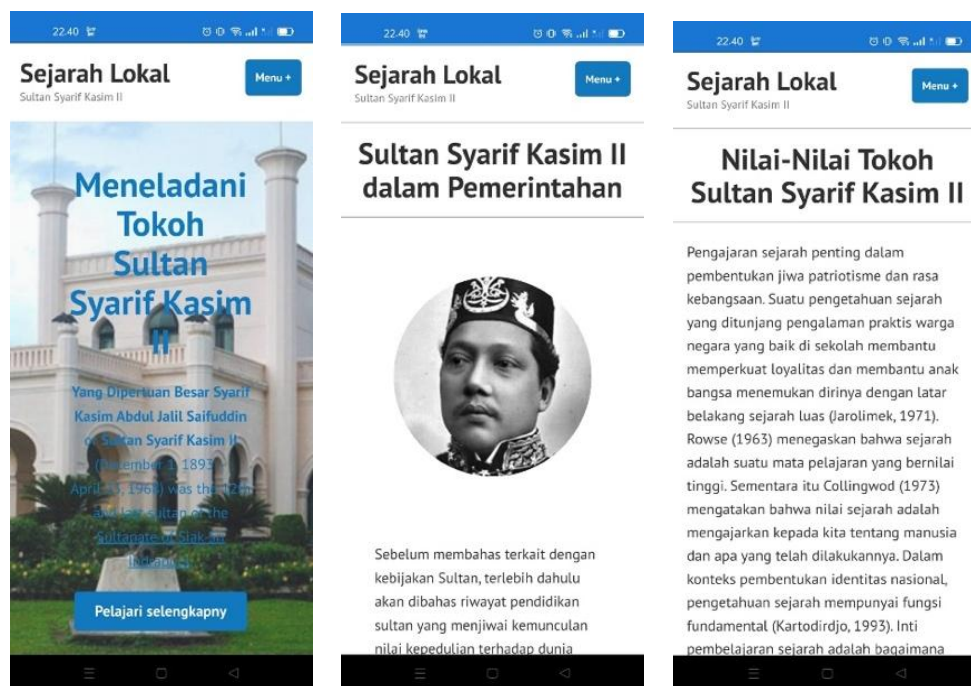 22.40
Sejarah Lokal
Sultan Syarif Kasim II
Menu +
Meneladani
Tokoh
Sultan
Syarif Kasim
II
Yang Dipertuan Besar Syarif
Kasim Abdul Jalil Saifuddin
or Sultan Syarif Kasim II
(December 1, 1893 –
April 23, 1968) was the 12th
and last sultan of the
Sultanate of Siak Sri
Indrapura.
Pelajari selengkapny
22.40
Sejarah Lokal
Sultan Syarif Kasim II
Menu +
Sultan Syarif Kasim II
dalam Pemerintahan
Sebelum membahas terkait dengan
kebijakan Sultan, terlebih dahulu
akan dibahas riwayat pendidikan
sultan yang menjiwai kemunculan
nilai kepedulian terhadap dunia
22.40
Sejarah Lokal
Sultan Syarif Kasim II
Menu +
Nilai-Nilai Tokoh
Sultan Syarif Kasim II
Pengajaran sejarah penting dalam
pembentukan jiwa patriotisme dan rasa
kebangsaan. Suatu pengetahuan sejarah
yang ditunjang pengalaman praktis warga
negara yang baik di sekolah membantu
memperkuat loyalitas dan membantu anak
bangsa menemukan dirinya dengan latar
belakang sejarah luas (Jarolimek, 1971).
Rowse (1963) menegaskan bahwa sejarah
adalah suatu mata pelajaran yang bernilai
tinggi. Sementara itu Collingwod (1973)
mengatakan bahwa nilai sejarah adalah
mengajarkan kepada kita tentang manusia
dan apa yang telah dilakukannya. Dalam
konteks pembentukan identitas nasional,
pengetahuan sejarah mempunyai fungsi
fundamental (Kartodirdjo, 1993). Inti
pembelajaran sejarah adalah bagaimana